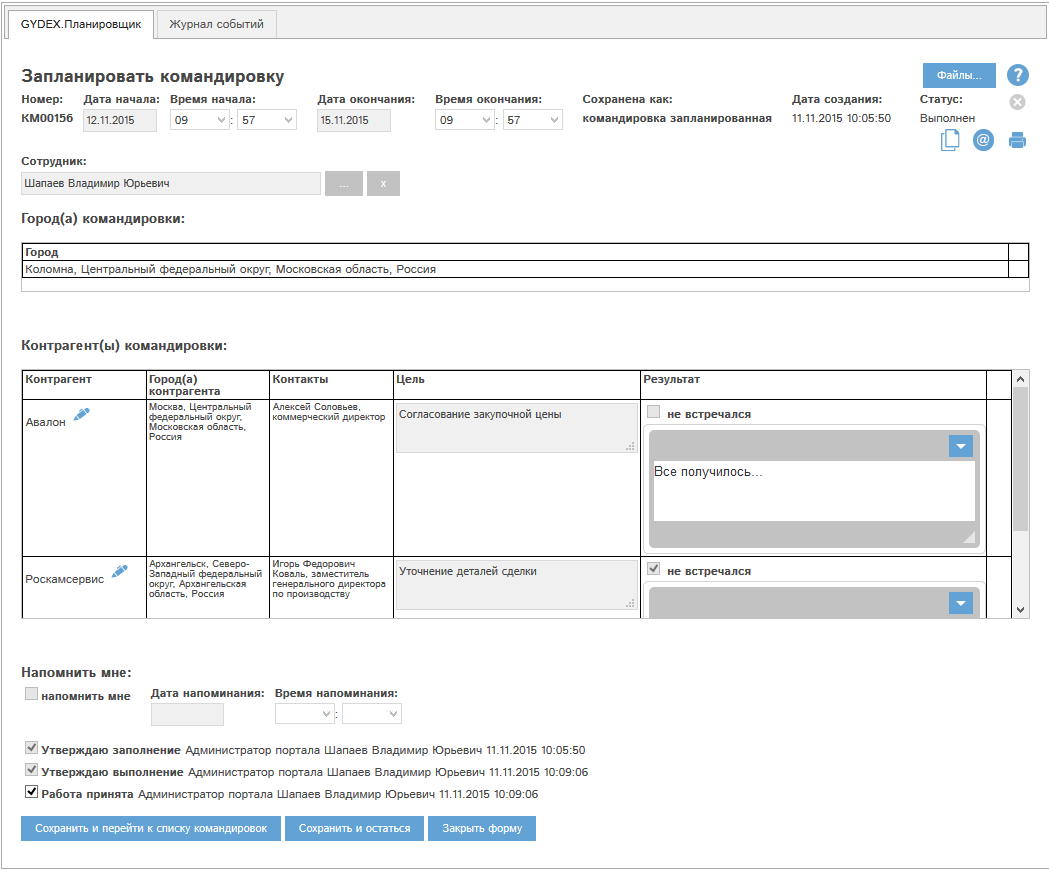 GYDEX.Планировщик
Журнал событий
Запланировать командировку
Файлы...
?
Номер: Дата начала: Время начала: Дата окончания: Время окончания: Сохранена как: Дата создания: Статус:
КМ00156 12.11.2015 09 : 57 15.11.2015 09 : 57 командировка запланированная 11.11.2015 10:05:50 Выполнен
@
Сотрудник:
Шапаев Владимир Юрьевич ... x
Город(а) командировки:
Город
Коломна, Центральный федеральный округ, Московская область, Россия
Контрагент(ы) командировки:
Контрагент Город(а) контрагента Контакты Цель Результат
Авалон
Москва, Центральный
федеральный округ,
Московская область,
Россия
Алексей Соловьев,
коммерческий директор
Согласование закупочной цены
не встречался
Все получилось...
Роскамсервис
Архангельск, Северо-
Западный федеральный
округ, Архангельская
область, Россия
Игорь Федорович
Коваль, заместитель
генерального директора
по производству
Уточнение деталей сделки
не встречался
Напомнить мне:
напомнить мне Дата напоминания: Время напоминания:
:
Утверждаю заполнение Администратор портала Шапаев Владимир Юрьевич 11.11.2015 10:05:50
Утверждаю выполнение Администратор портала Шапаев Владимир Юрьевич 11.11.2015 10:09:06
Работа принята Администратор портала Шапаев Владимир Юрьевич 11.11.2015 10:09:06
Сохранить и перейти к списку командировок Сохранить и остаться Закрыть форму